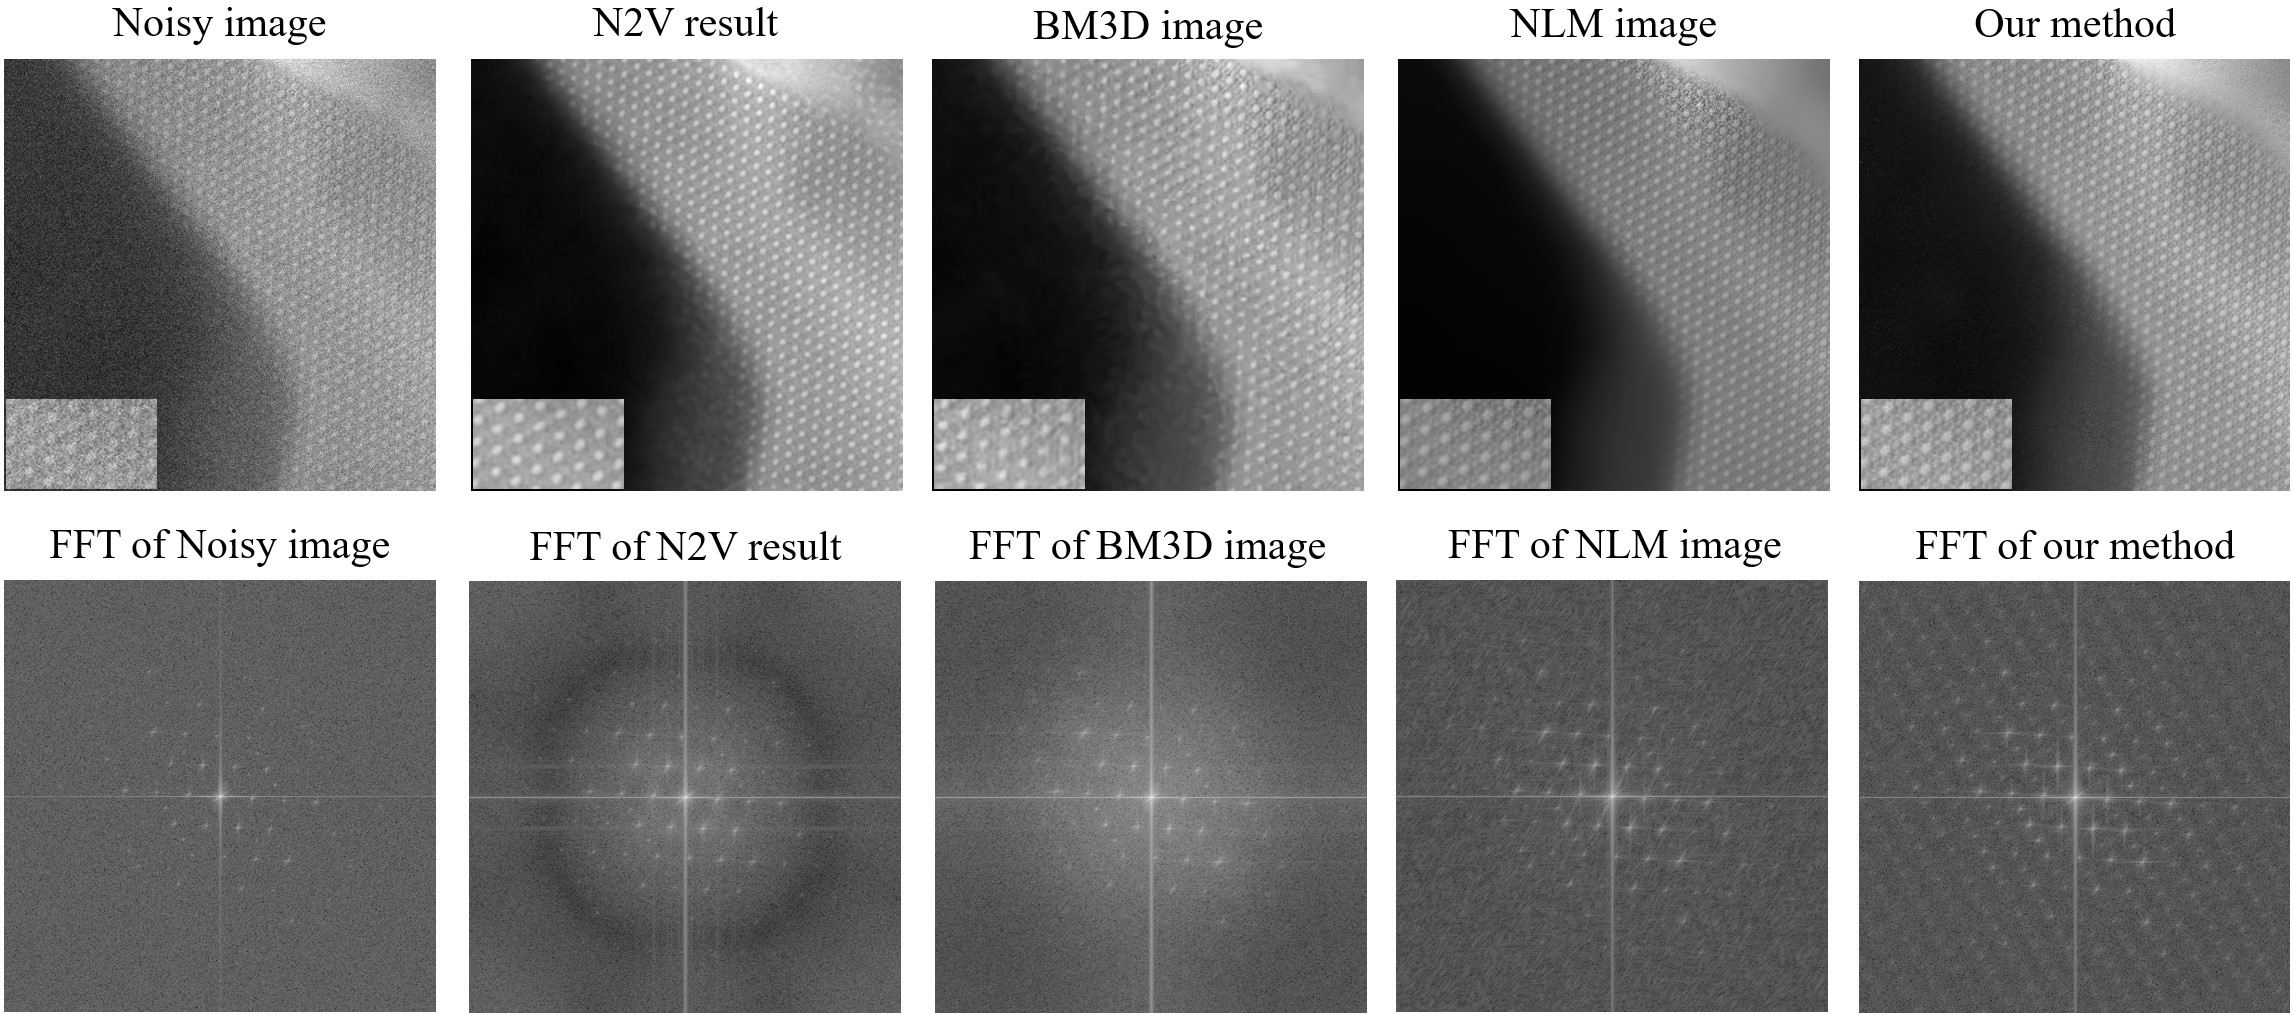 Noisy image
N2V result
BM3D image
NLM image
Our method
FFT of Noisy image
FFT of N2V result
FFT of BM3D image
FFT of NLM image
FFT of our method